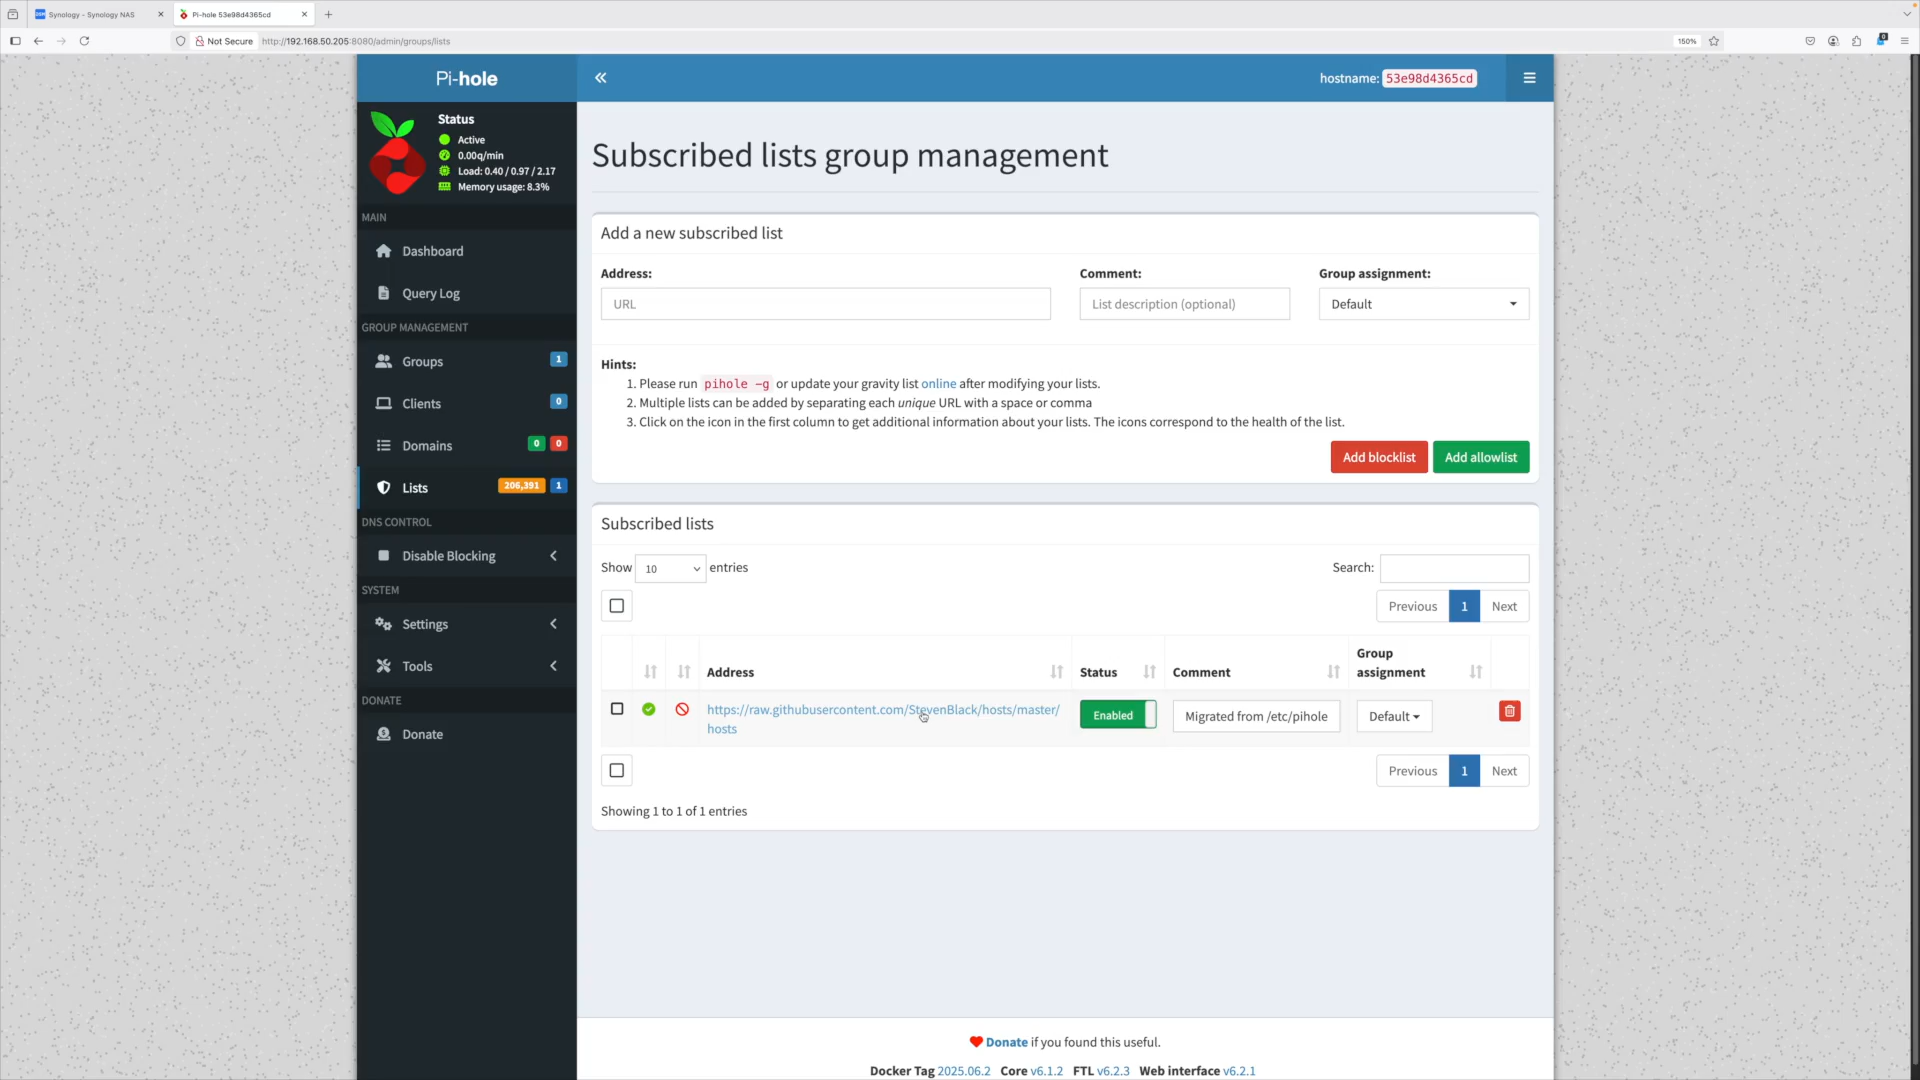 Synology - Synology NAS
Pi-hole 53e98d4365cd
Not Secure
http://192.168.50.205:8080/admin/groups/lists
150%
Pi-hole
hostname: 53e98d4365cd
Status
Active
0.00q/min
Load: 0.40 / 0.97 / 2.17
Memory usage: 8.3%
MAIN
Dashboard
Query Log
GROUP MANAGEMENT
Groups 1
Clients 0
Domains 0 0
Lists 206,391 1
DNS CONTROL
Disable Blocking
SYSTEM
Settings
Tools
DONATE
Donate
Subscribed lists group management
Add a new subscribed list
Address: Comment: Group assignment:
URL List description (optional) Default
Hints:
1. Please run pihole -g or update your gravity list online after modifying your lists.
2. Multiple lists can be added by separating each unique URL with a space or comma
3. Click on the icon in the first column to get additional information about your lists. The icons correspond to the health of the list.
Add blocklist Add allowlist
Subscribed lists
Show 10 entries Search:
Previous 1 Next
Address Status Comment Group assignment
https://raw.githubusercontent.com/StevenBlack/hosts/master/
hosts
Enabled Migrated from /etc/pihole Default
Previous 1 Next
Showing 1 to 1 of 1 entries
Donate if you found this useful.
Docker Tag 2025.06.2 Core v6.1.2 FTL v6.2.3 Web interface v6.2.1